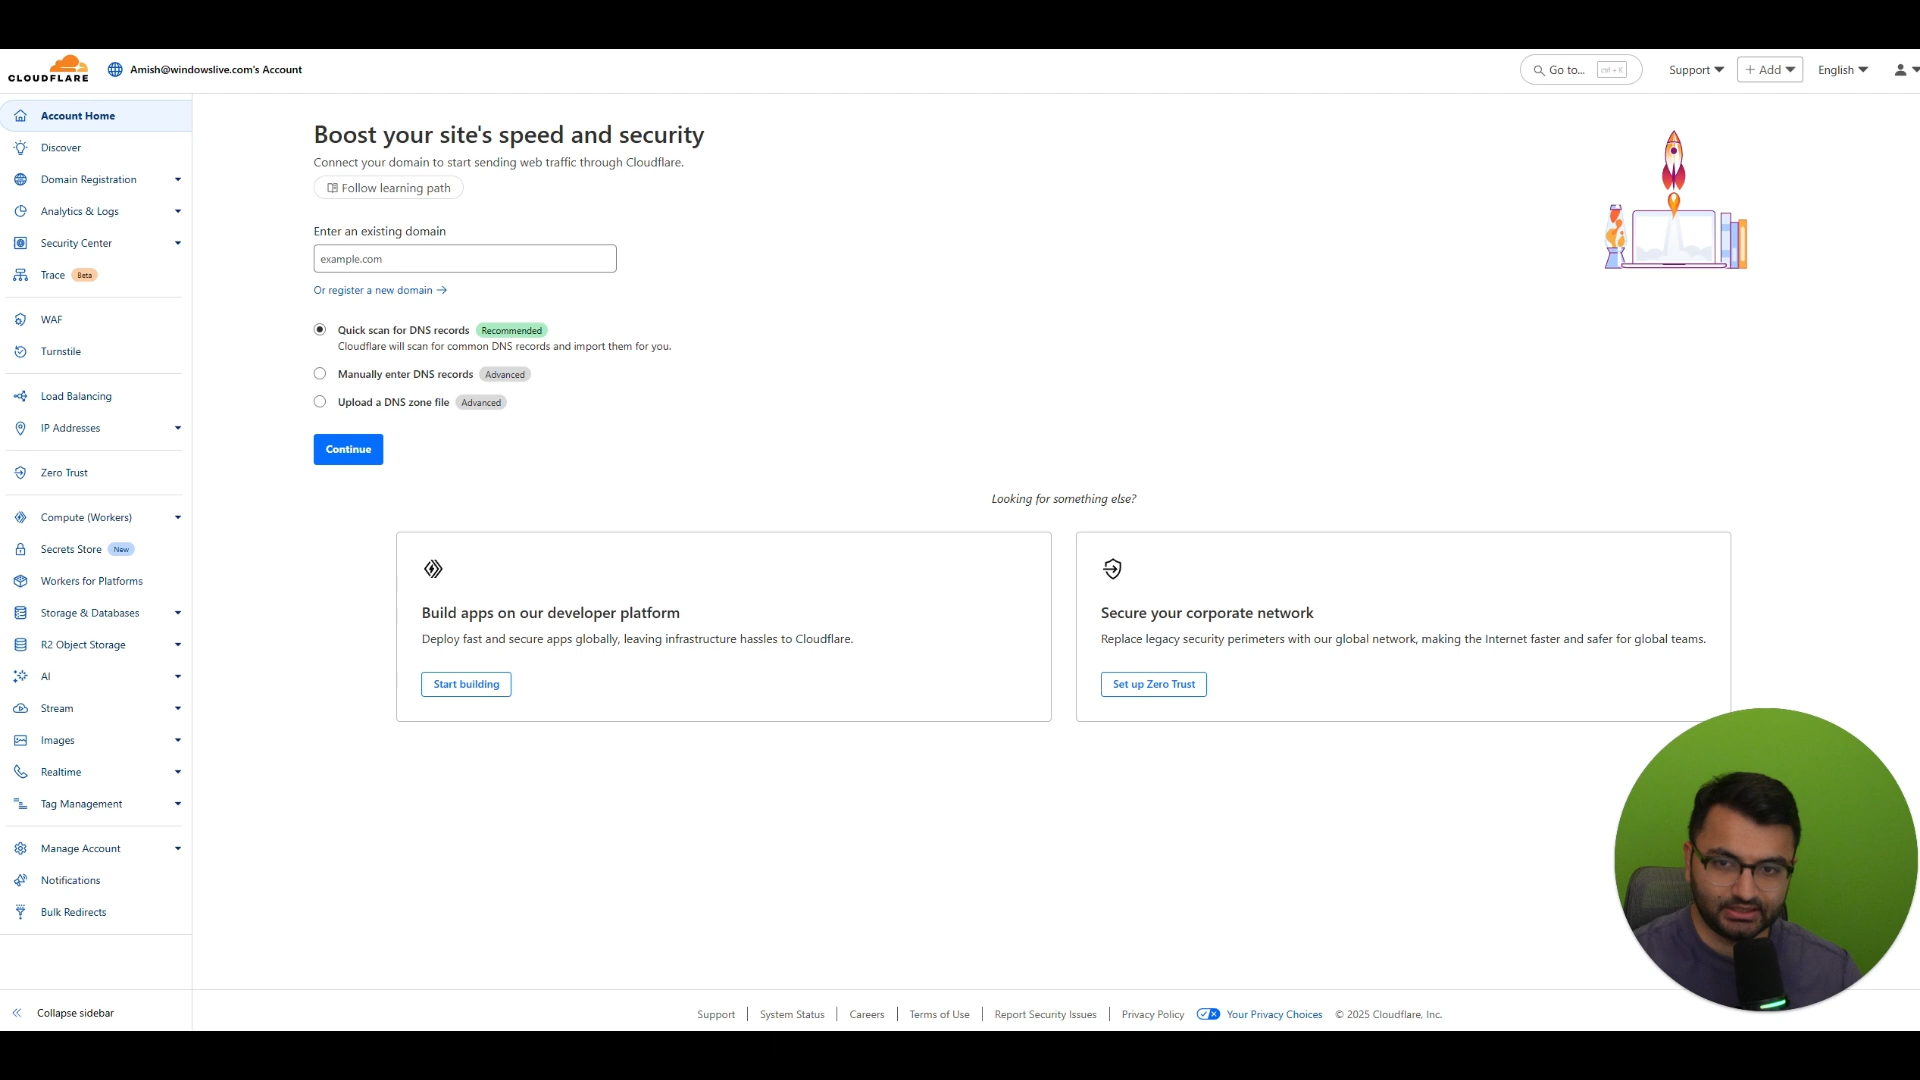 CLOUDFLARE
Amish@windowslive.com's Account
Go to... ctrl + K
Support
+ Add
English
Account Home
Discover
Domain Registration
Analytics & Logs
Security Center
Trace Beta
WAF
Turnstile
Load Balancing
IP Addresses
Zero Trust
Compute (Workers)
Secrets Store New
Workers for Platforms
Storage & Databases
R2 Object Storage
AI
Stream
Images
Realtime
Tag Management
Manage Account
Notifications
Bulk Redirects
Collapse sidebar
Boost your site's speed and security
Connect your domain to start sending web traffic through Cloudflare.
Follow learning path
Enter an existing domain
example.com
Or register a new domain →
Quick scan for DNS records Recommended
Cloudflare will scan for common DNS records and import them for you.
Manually enter DNS records Advanced
Upload a DNS zone file Advanced
Continue
Looking for something else?
Build apps on our developer platform
Deploy fast and secure apps globally, leaving infrastructure hassles to Cloudflare.
Start building
Secure your corporate network
Replace legacy security perimeters with our global network, making the Internet faster and safer for global teams.
Set up Zero Trust
Support
System Status
Careers
Terms of Use
Report Security Issues
Privacy Policy
Your Privacy Choices
© 2025 Cloudflare, Inc.